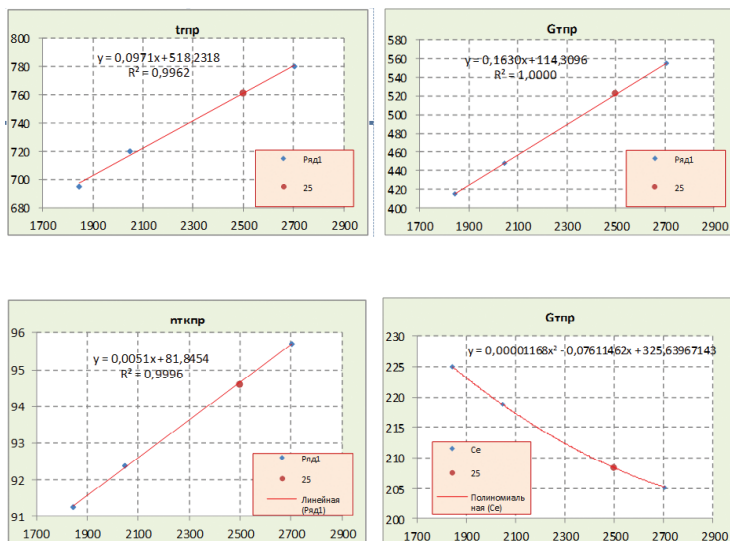 tгпр
800
780
760
740
720
700
680
y = 0,0971x+518,2318
R² = 0,9962
Ряд1
25
1700 1900 2100 2300 2500 2700 2900
Gтпр
580
560
540
520
500
480
460
440
420
400
y = 0,1630x+114,3096
R² = 1,0000
Ряд1
25
1700 1900 2100 2300 2500 2700 2900
nткпр
96
95
94
93
92
91
y = 0,0051x+81,8454
R² = 0,9996
Ряд1
25
Линейная
(Ряд1)
1700 1900 2100 2300 2500 2700 2900
Gтпр
230
225
220
215
210
205
200
y = 0,00001168x² - 0,07611462x + 325,63967143
Ce
25
Полиномиаль
ная (Ce)
1700 1900 2100 2300 2500 2700 2900